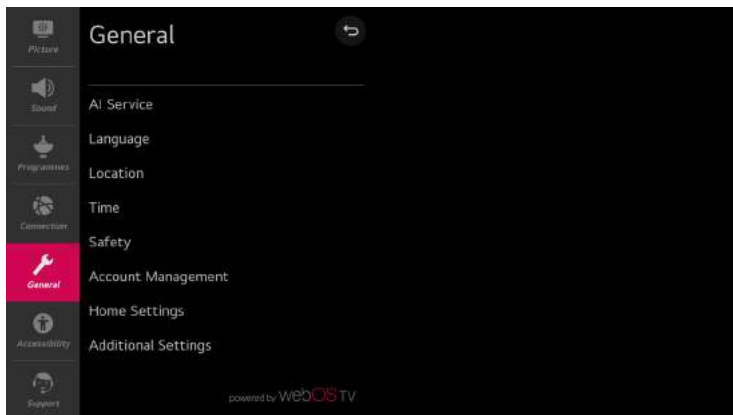 Picture
Sound
Programmes
Connection
General
Accessibility
Support
General
AI Service
Language
Location
Time
Safety
Account Management
Home Settings
Additional Settings
powered by webOS TV